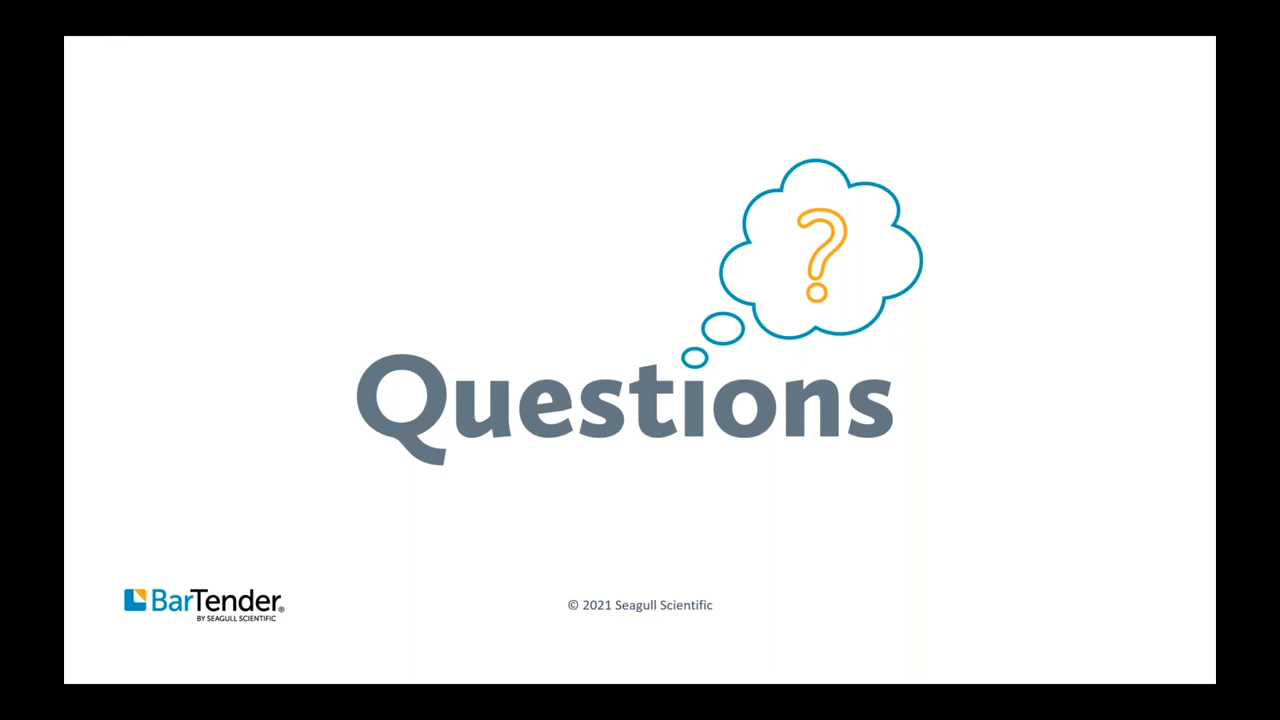 ?
Questions
BarTender®
BY SEAGULL SCIENTIFIC
© 2021 Seagull Scientific